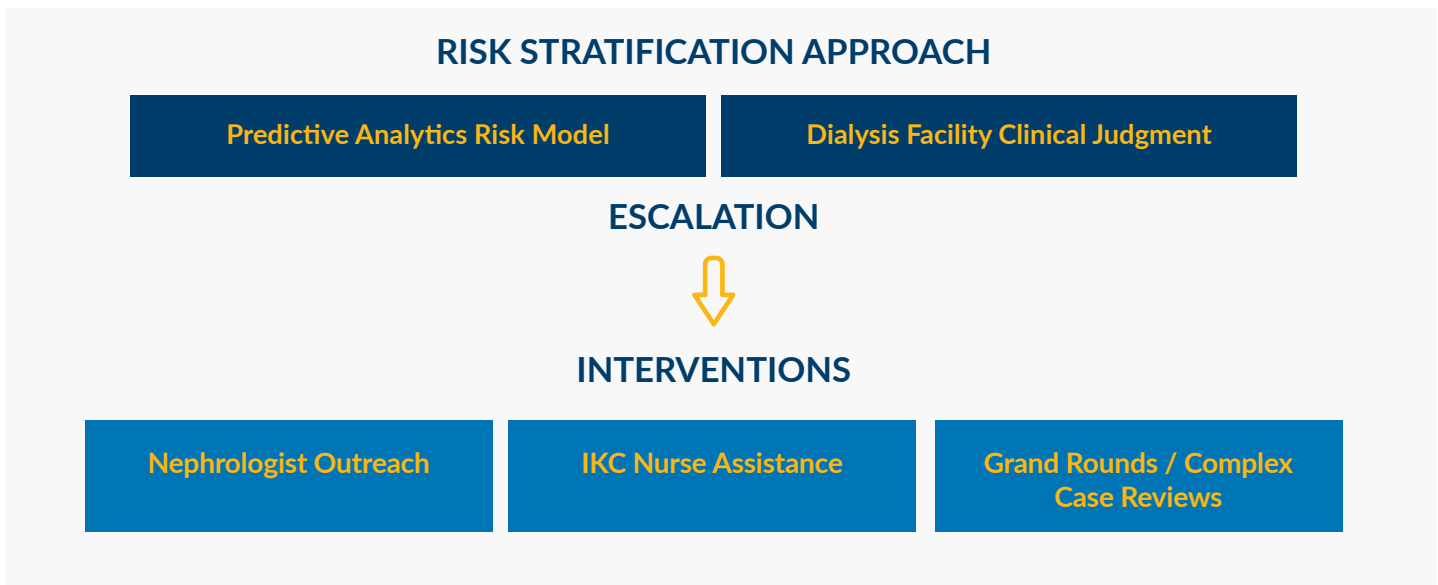 RISK STRATIFICATION APPROACH
Predictive Analytics Risk Model
Dialysis Facility Clinical Judgment
ESCALATION
INTERVENTIONS
Nephrologist Outreach
IKC Nurse Assistance
Grand Rounds / Complex
Case Reviews